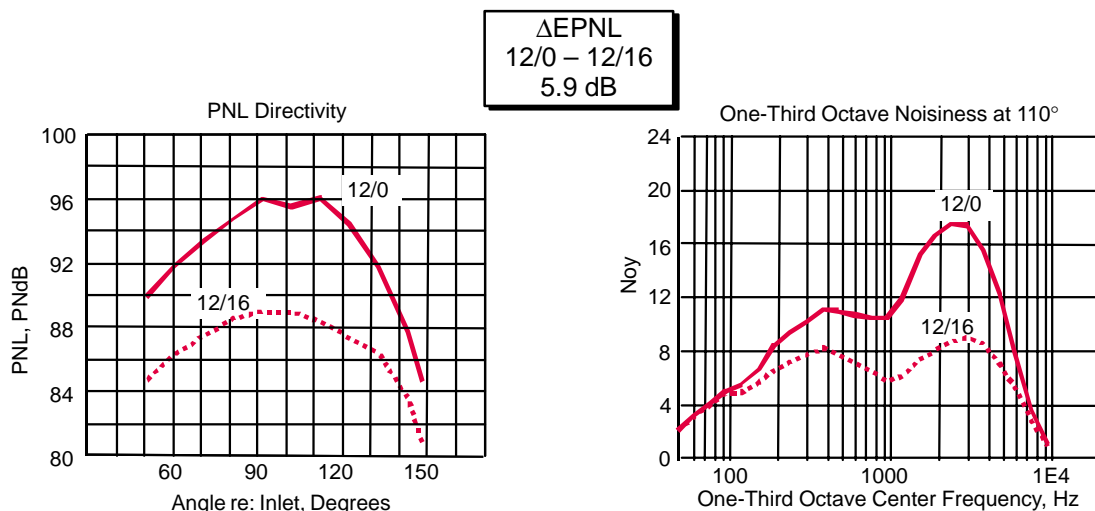 ΔEPNL
12/0 – 12/16
5.9 dB
PNL Directivity
100
96
92
88
84
80
PNL, PNdB
12/0
12/16
60
90
120
150
Angle re: Inlet, Degrees
One-Third Octave Noisiness at 110°
24
20
16
12
8
4
0
Noy
12/0
12/16
100
1000
1E4
One-Third Octave Center Frequency, Hz